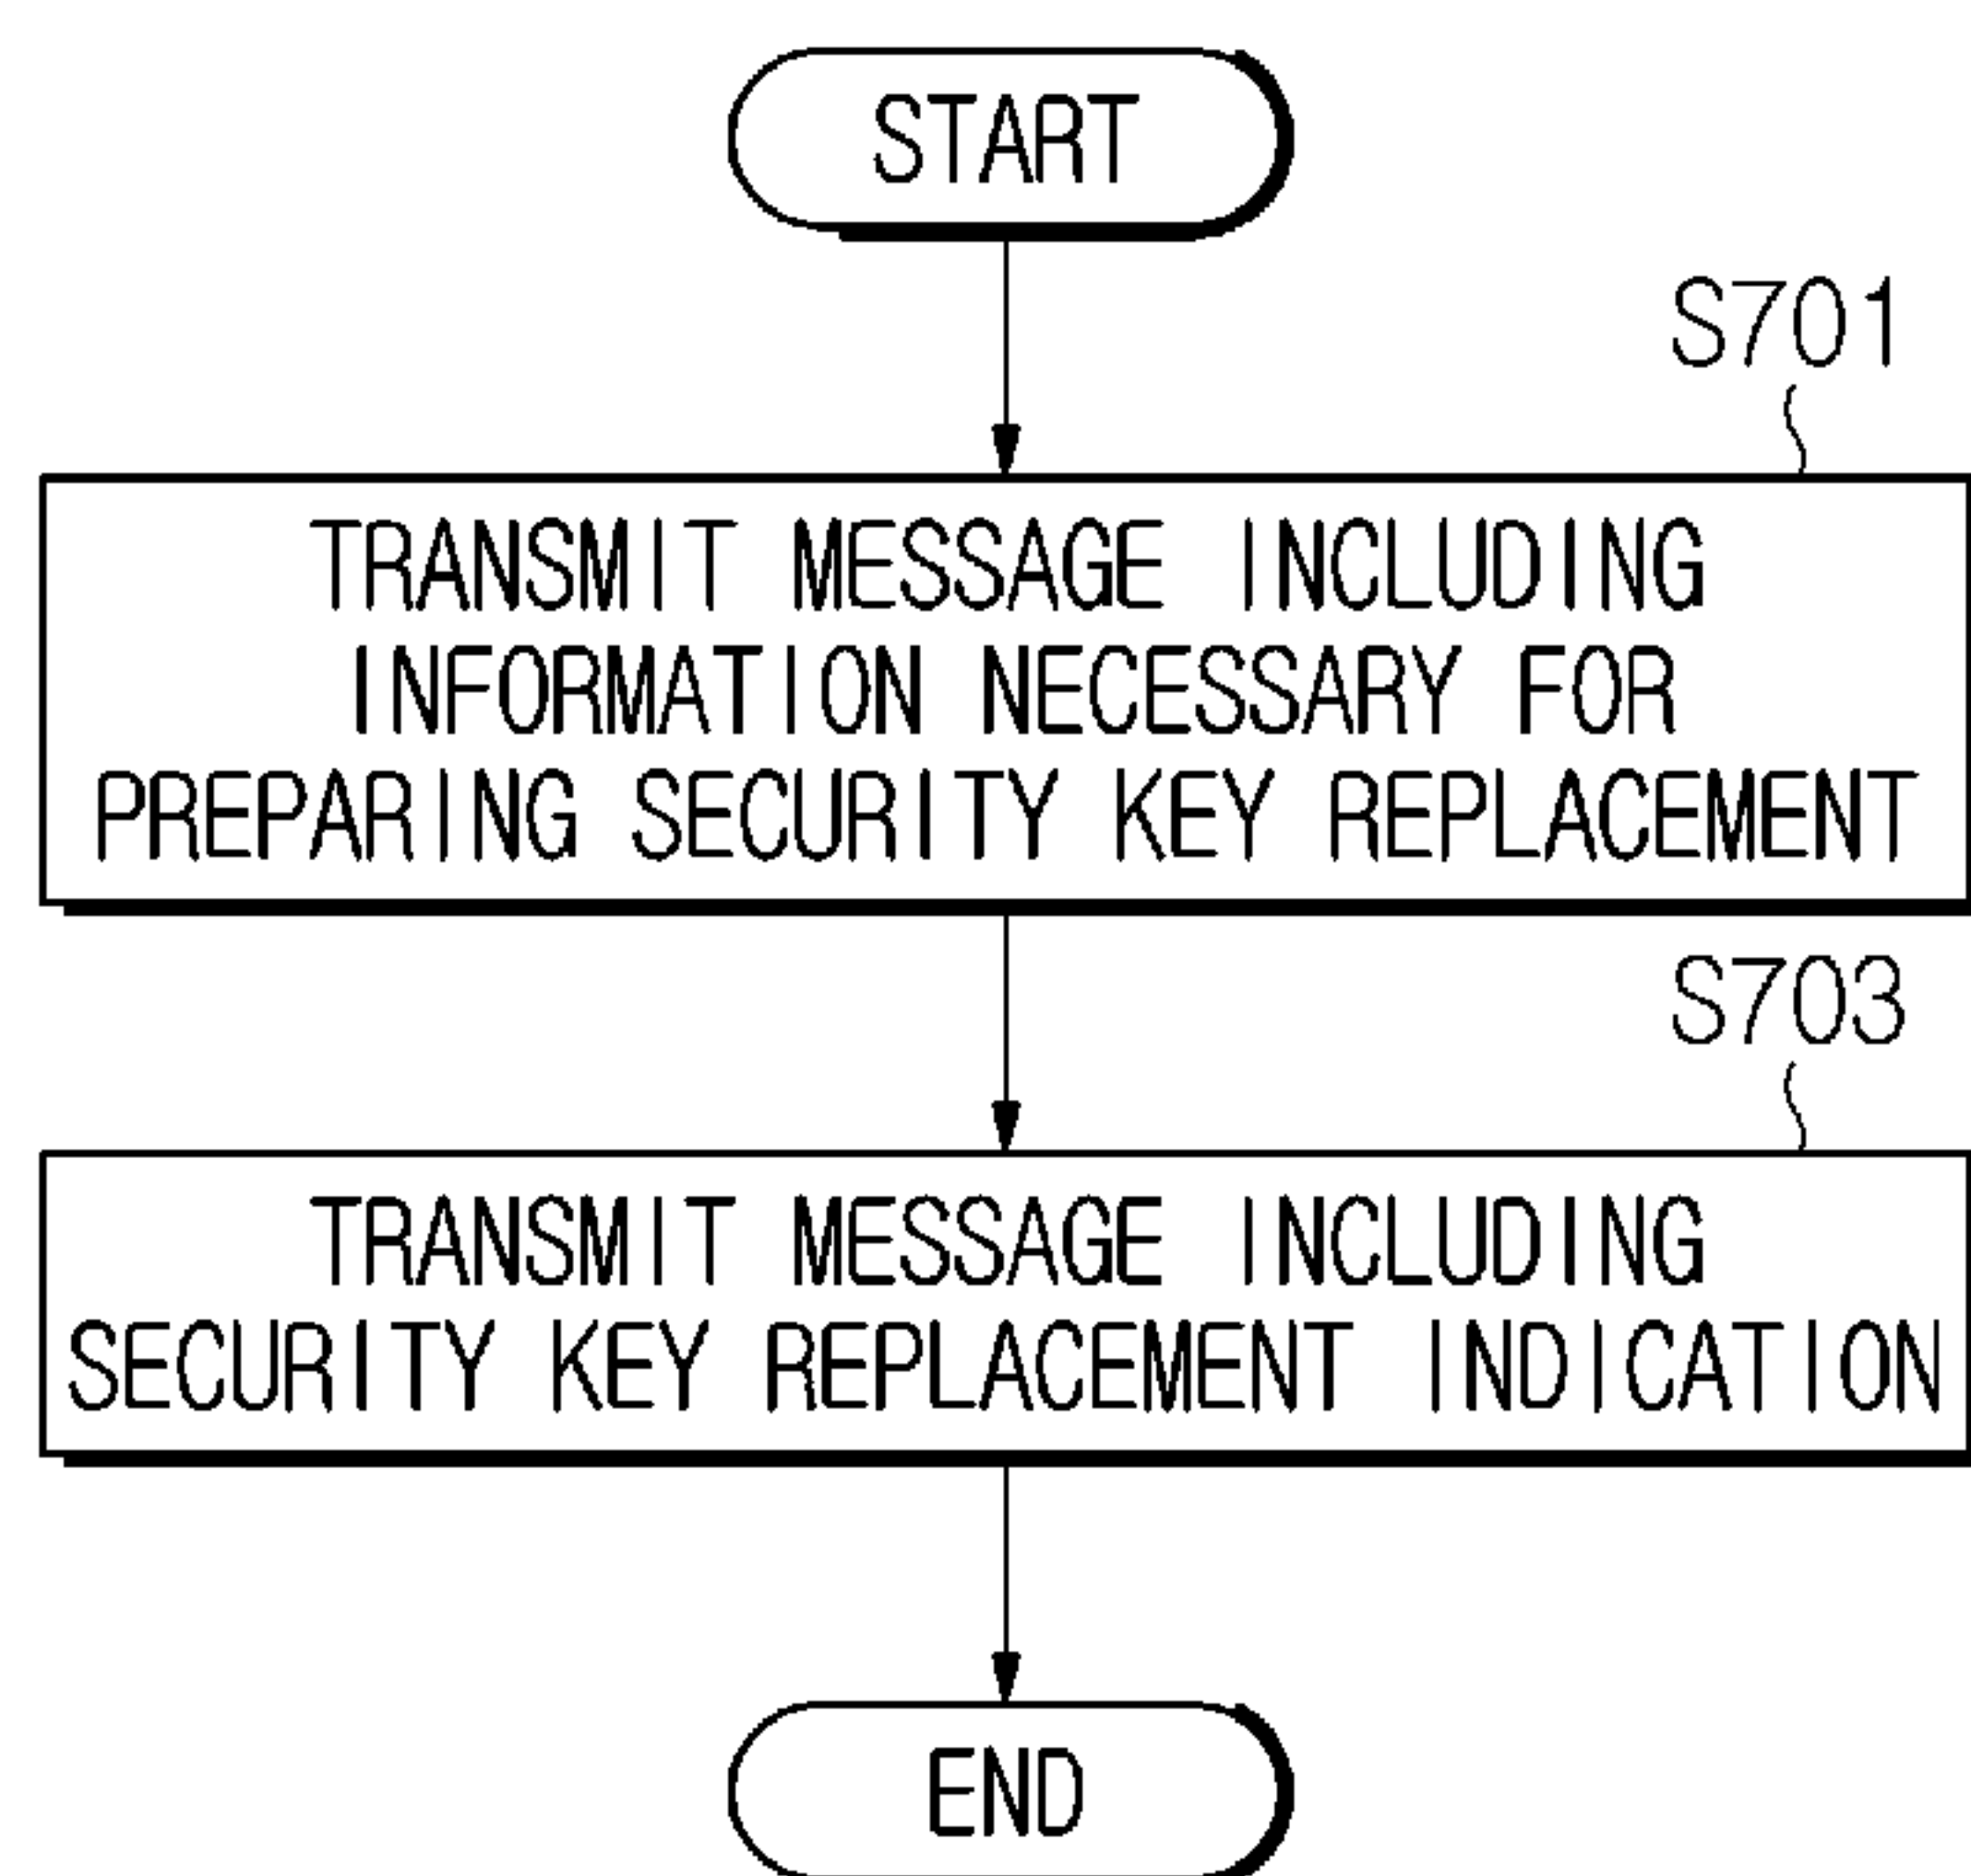 START
S701
TRANSMIT MESSAGE INCLUDING
INFORMATION NECESSARY FOR
PREPARING SECURITY KEY REPLACEMENT
S703
TRANSMIT MESSAGE INCLUDING
SECURITY KEY REPLACEMENT INDICATION
END